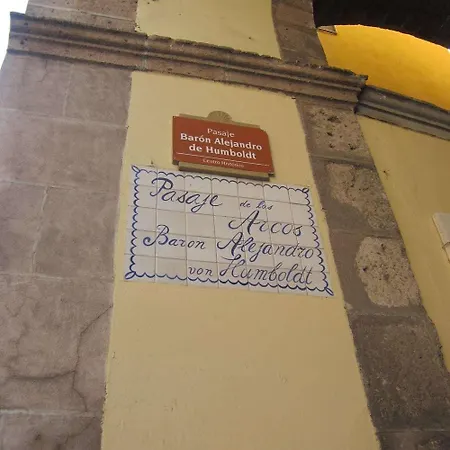 Pasaje
Barón Alejandro
de Humboldt
Centro Histórico
Pasaje de los
Arcos
Baron Alejandro
von Humboldt